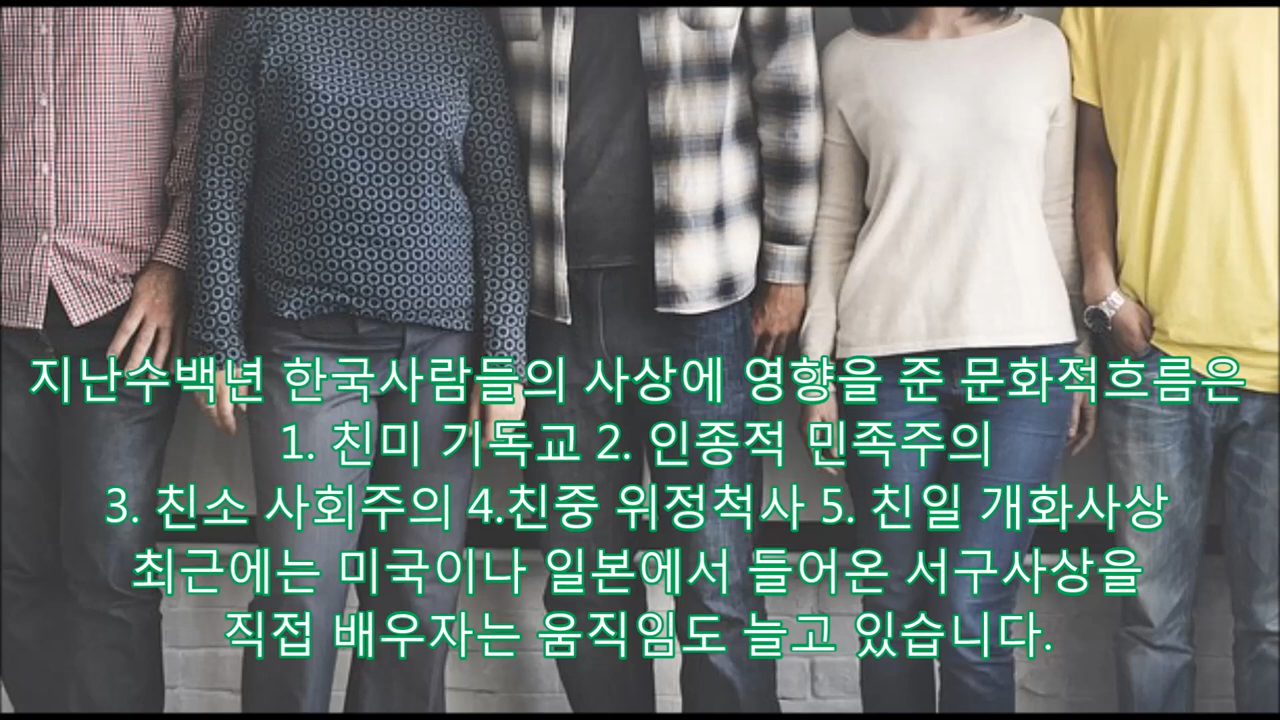 지난수백년 한국사람들의 사상에 영향을 준 문화적흐름은
1. 친미 기독교 2. 인종적 민족주의
3. 친소 사회주의 4.친중 위정척사 5. 친일 개화사상
최근에는 미국이나 일본에서 들어온 서구사상을
직접 배우자는 움직임도 늘고 있습니다.